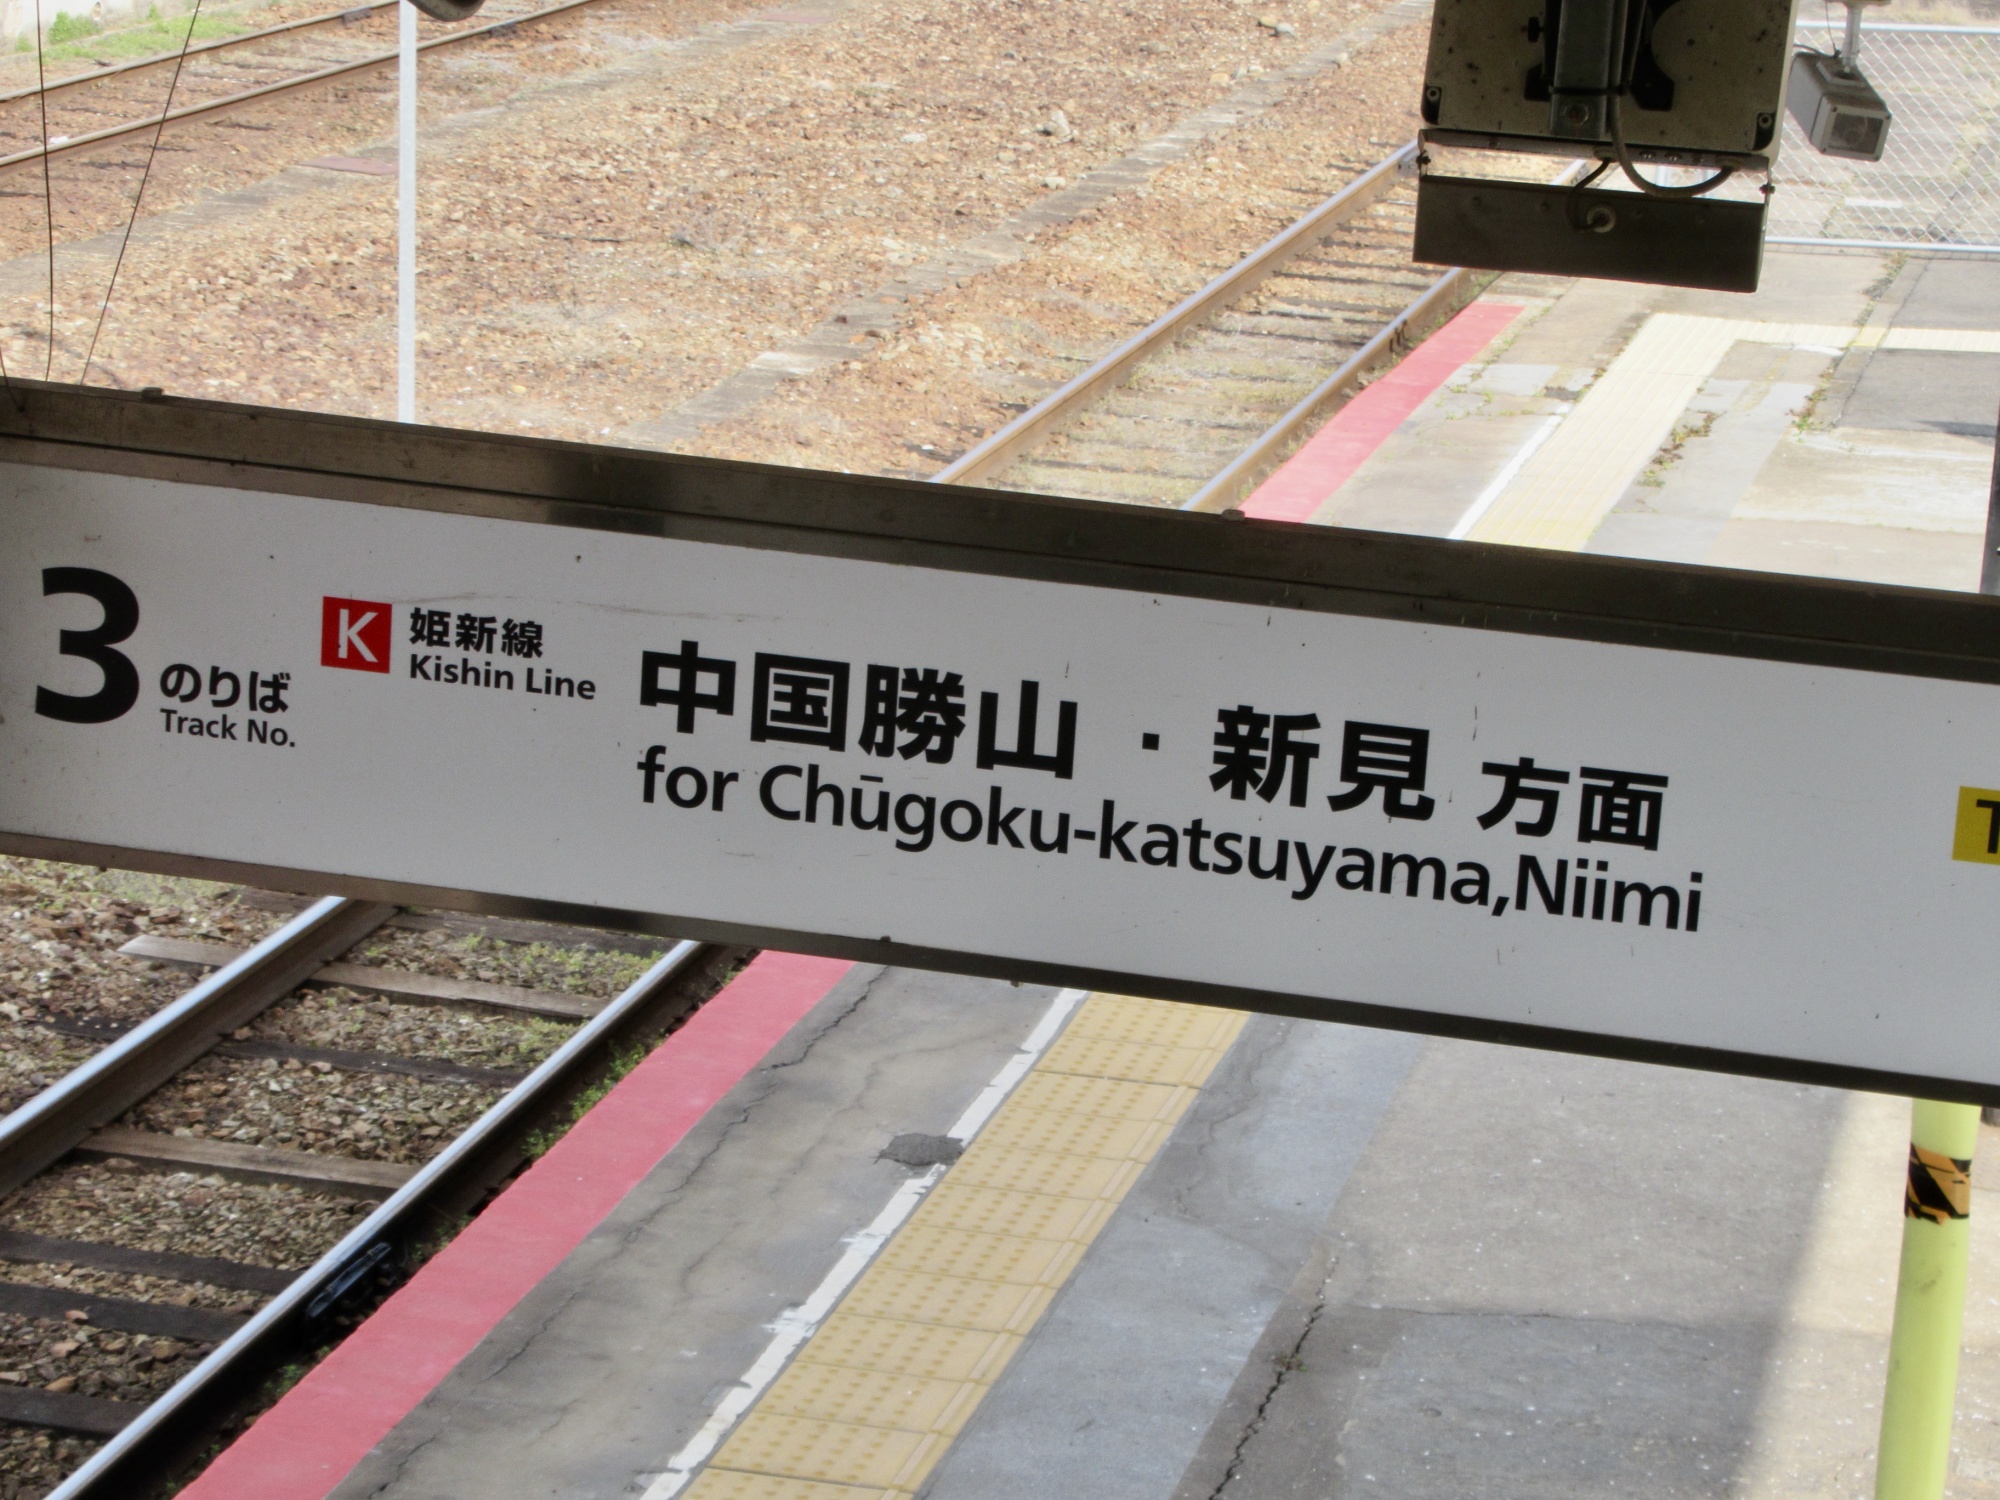 3 のりば
Track No.
K 姫新線
Kishin Line
中国勝山・新見 方面
for Chūgoku-katsuyama,Niimi
T